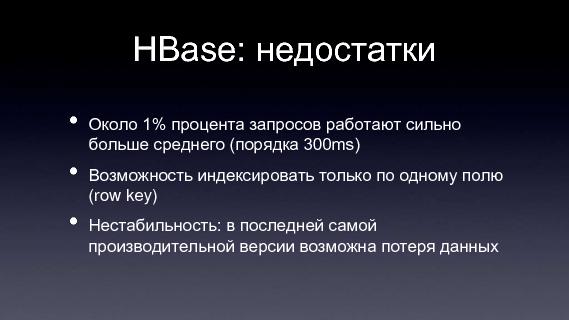 HBase: недостатки
• Около 1% процента запросов работают сильно
больше среднего (порядка 300ms)
• Возможность индексировать только по одному полю
(row key)
• Нестабильность: в последней самой
производительной версии возможна потеря данных